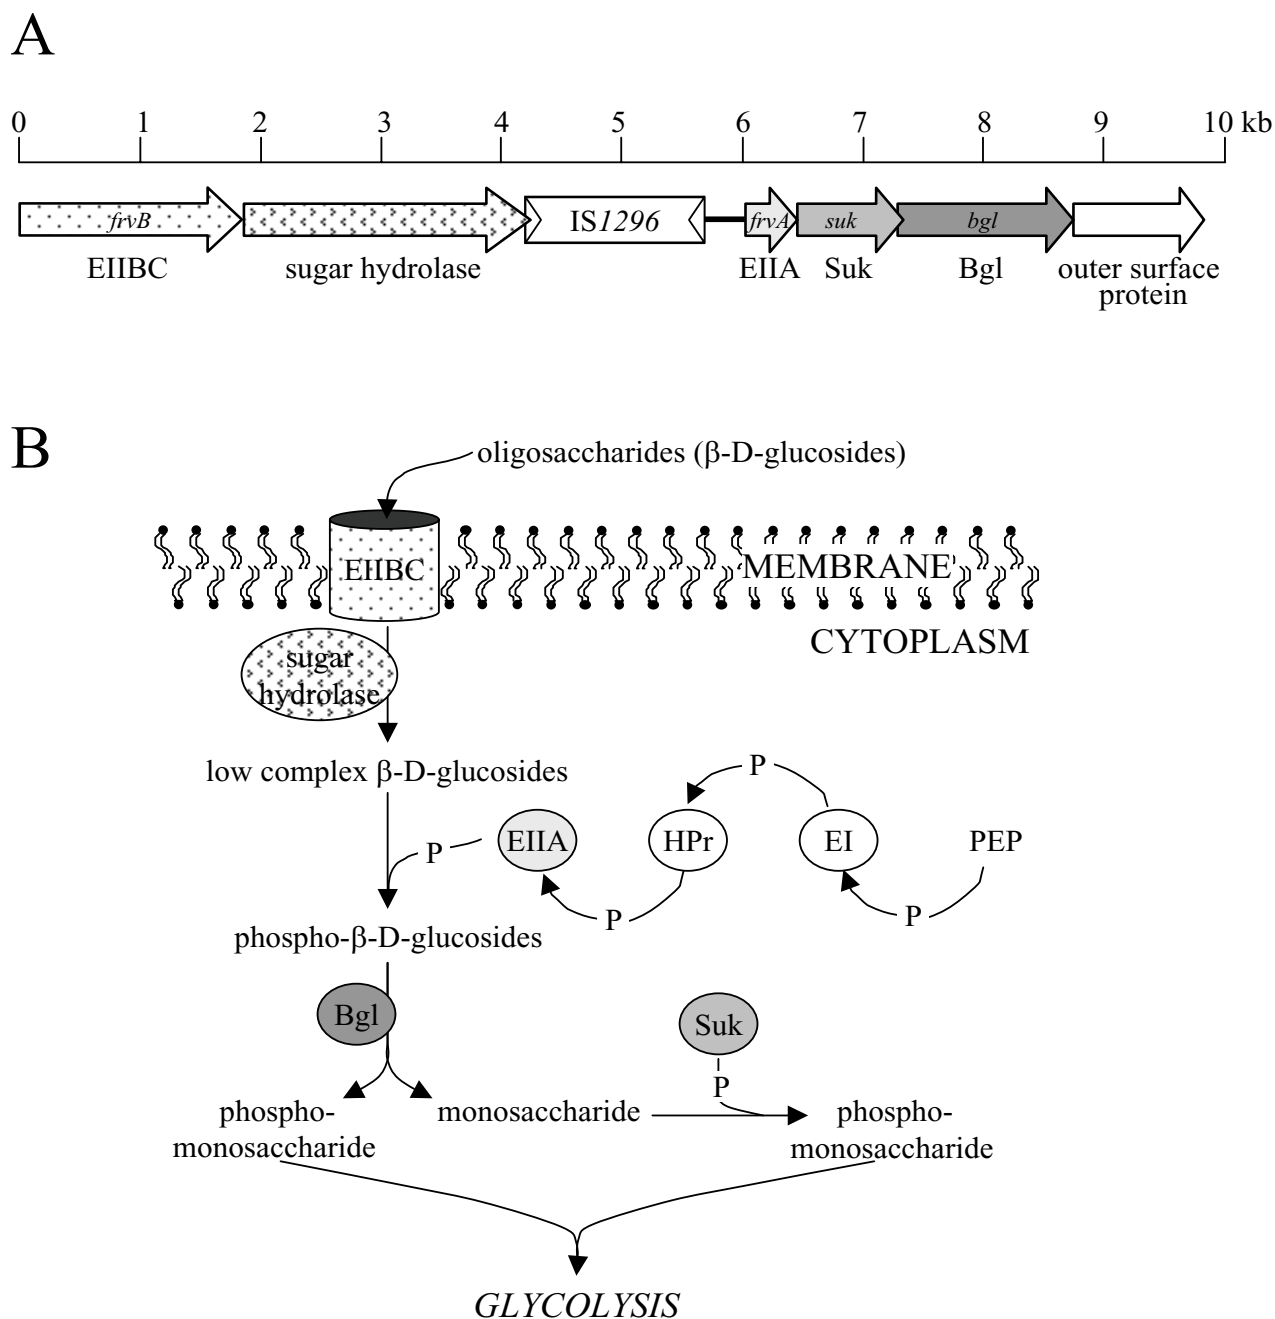 A
0 1 2 3 4 5 6 7 8 9 10 kb
frvB IS1296 frvA suk bgl
EIIBC sugar hydrolase EIIA Suk Bgl outer surface
protein
B
oligosaccharides (β-D-glucosides)
EIIBC MEMBRANE
CYTOPLASM
sugar
hydrolase
low complex β-D-glucosides
P
EIIA HPr EI PEP
P
P P
phospho-β-D-glucosides
Bgl Suk
P
phospho- monosaccharide phospho-
monosaccharide monosaccharide
GLYCOLYSIS